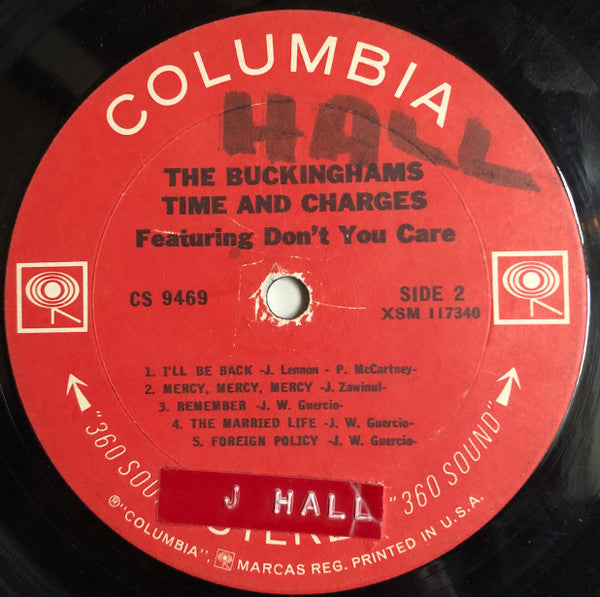 COLUMBIA
HALL
THE BUCKINGHAMS
TIME AND CHARGES
Featuring Don't You Care
CS 9469
SIDE 2
XSM 117340
1. I'LL BE BACK -J. Lennon - P. McCartney-
2. MERCY, MERCY, MERCY -J. Zawinul-
3. REMEMBER -J. W. Guercio-
4. THE MARRIED LIFE -J. W. Guercio-
5. FOREIGN POLICY -J. W. Guercio-
"360 SOU
"360 SOUND"
J HALL
STEREO
®"COLUMBIA", MARCAS REG. PRINTED IN U.S.A.